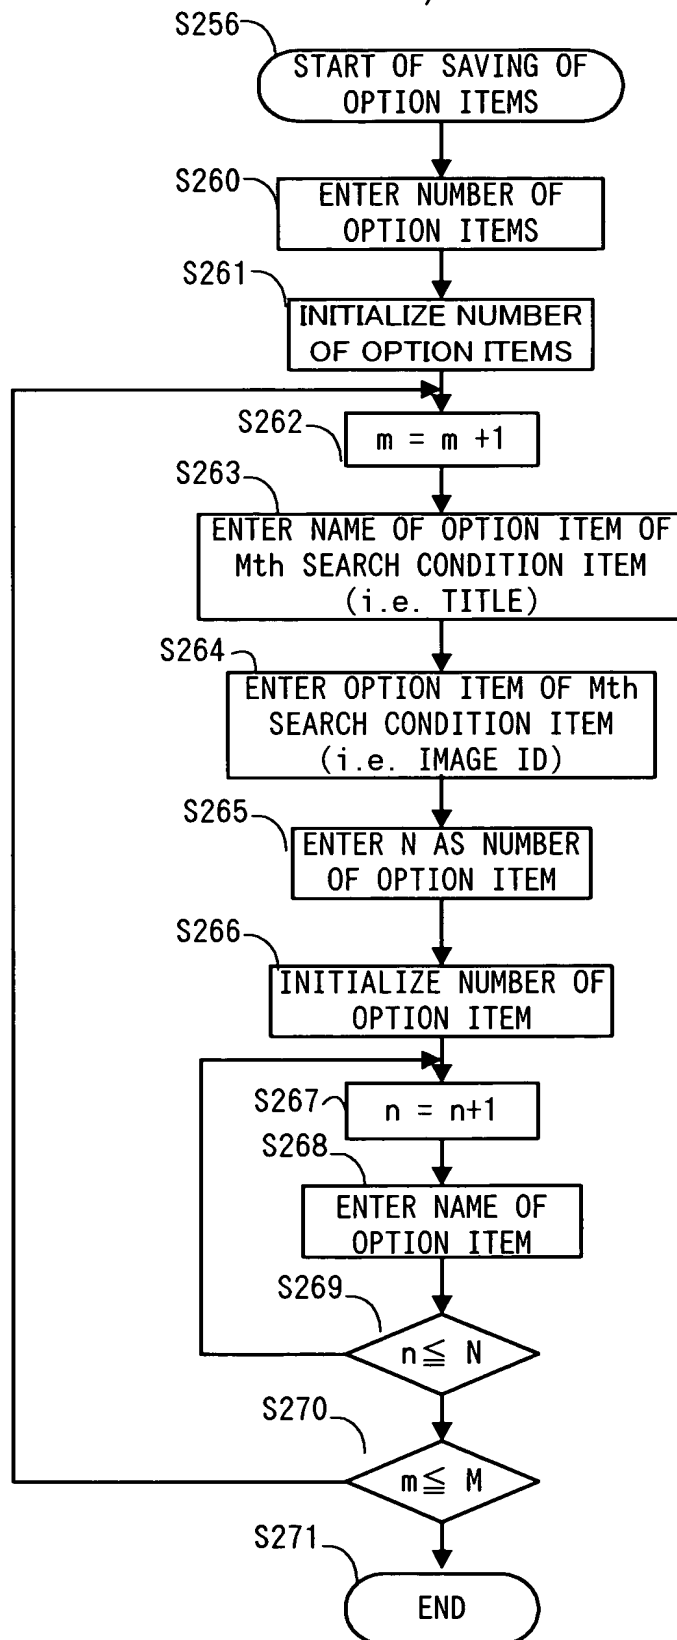 S256
START OF SAVING OF
OPTION ITEMS
S260
ENTER NUMBER OF
OPTION ITEMS
S261
INITIALIZE NUMBER
OF OPTION ITEMS
S262
m = m +1
S263
ENTER NAME OF OPTION ITEM OF
Mth SEARCH CONDITION ITEM
(i.e. TITLE)
S264
ENTER OPTION ITEM OF Mth
SEARCH CONDITION ITEM
(i.e. IMAGE ID)
S265
ENTER N AS NUMBER
OF OPTION ITEM
S266
INITIALIZE NUMBER OF
OPTION ITEM
S267
n = n+1
S268
ENTER NAME OF
OPTION ITEM
S269
n≦ N
S270
m≦ M
S271
END